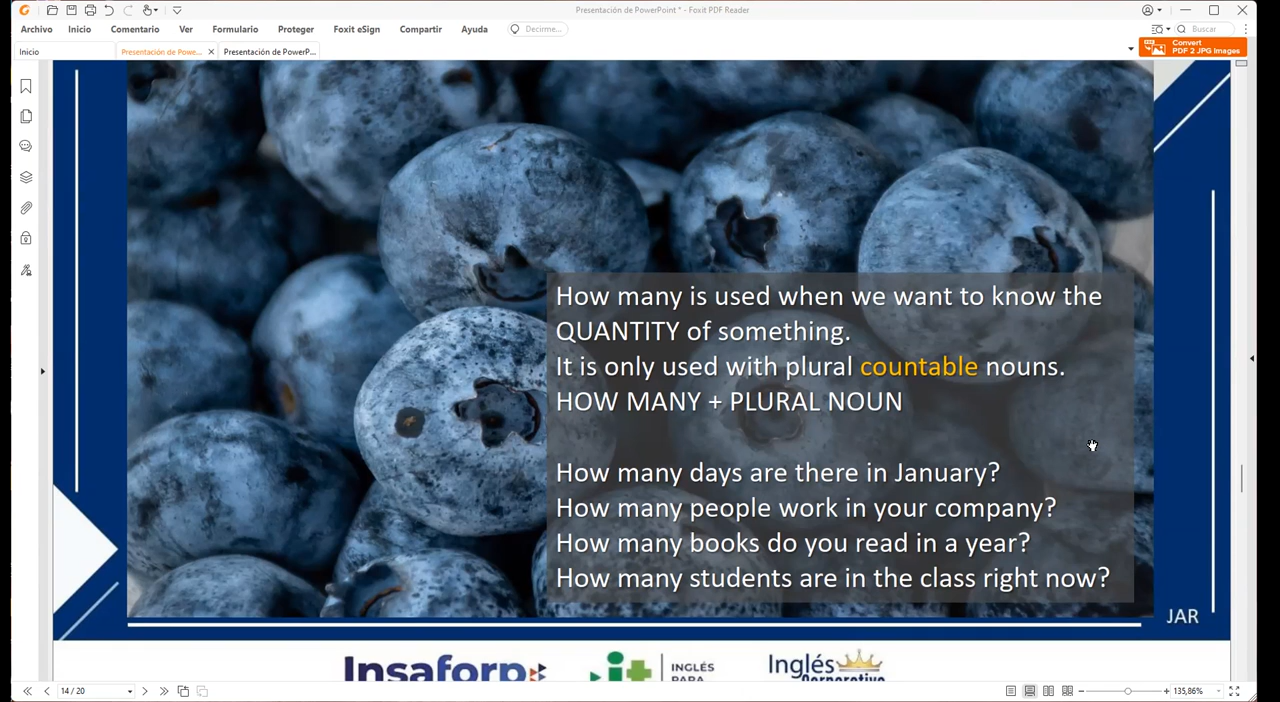 Presentación de PowerPoint * - Foxit PDF Reader
Archivo Inicio Comentario Ver Formulario Proteger Foxit eSign Compartir Ayuda Decirme... Buscar
Inicio Presentación de Powe... Presentación de PowerP... Convert
PDF 2 JPG Images
How many is used when we want to know the
QUANTITY of something.
It is only used with plural countable nouns.
HOW MANY + PLURAL NOUN
How many days are there in January?
How many people work in your company?
How many books do you read in a year?
How many students are in the class right now?
JAR
Insaforp
INGLÉS
PARA
Inglés
Corporativo
14 / 20 135,86%